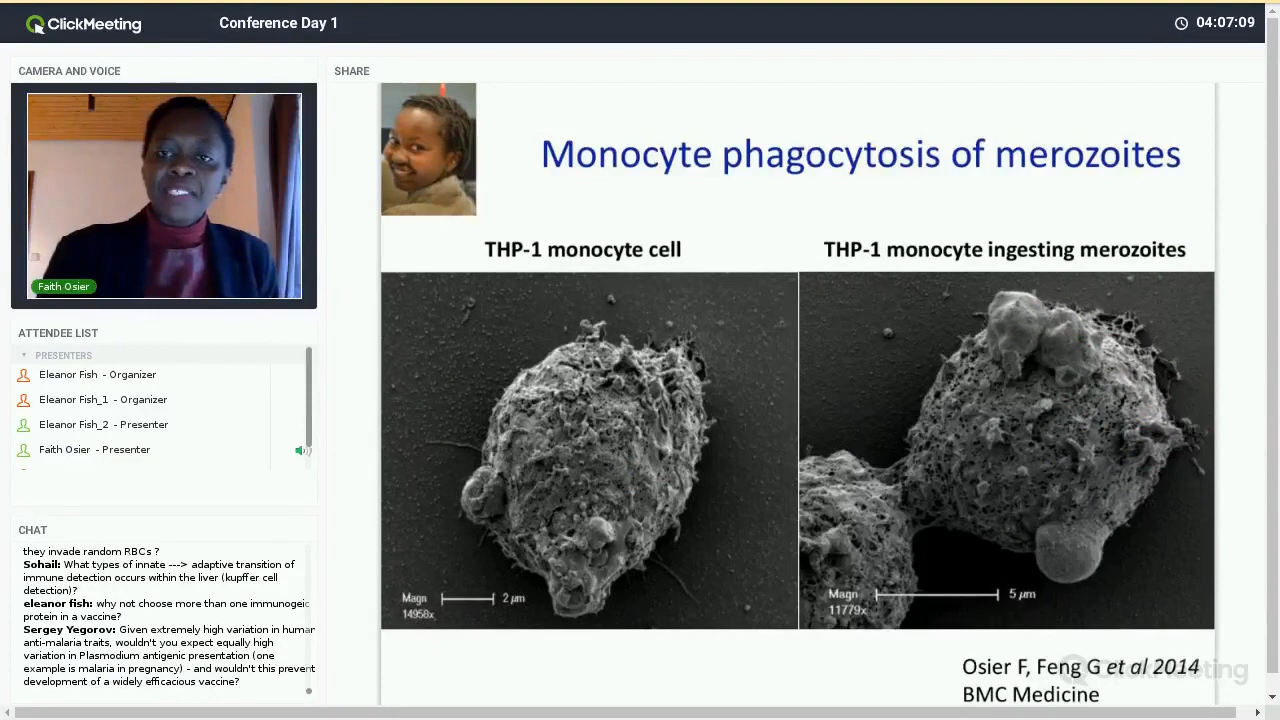 ClickMeeting
Conference Day 1
04:07:09
CAMERA AND VOICE
Faith Osier
ATTENDEE LIST
PRESENTERS
Eleanor Fish - Organizer
Eleanor Fish_1 - Organizer
Eleanor Fish_2 - Presenter
Faith Osier - Presenter
CHAT
they invade random RBCs ?
Sohail: What types of innate ---> adaptive transition of
immune detection occurs within the liver (kupffer cell
detection)?
eleanor fish: why not choose more than one immunogeic
protein in a vaccine?
Sergey Yegorov: Given extremely high variation in human
anti-malaria traits, wouldn't you expect equally high
variation in Plasmodium antigenic presentation (one
example is malaria in pregnancy) - and wouldn't this prevent
development of a widely efficacious vaccine?
SHARE
Monocyte phagocytosis of merozoites
THP-1 monocyte cell
THP-1 monocyte ingesting merozoites
Magn
14958x
2 µm
Magn
11779x
5 µm
Osier F, Feng G et al 2014
BMC Medicine
ClickMeeting